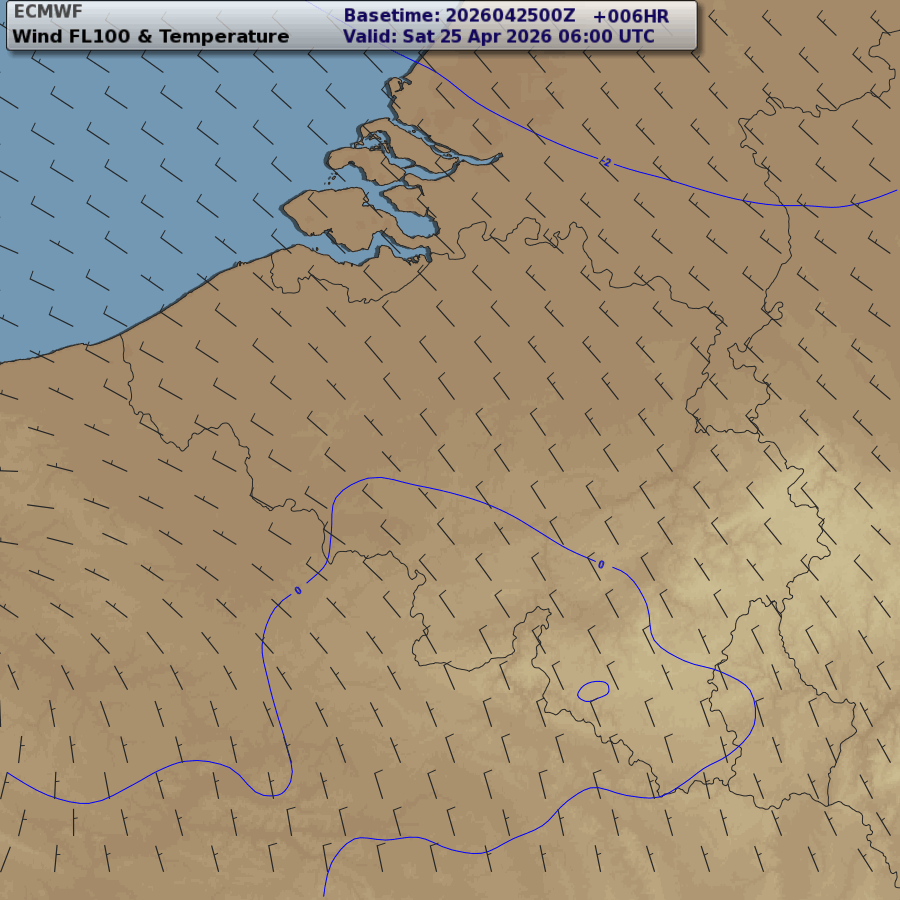 ECMWF
Basetime: 2026042500Z +006HR
Wind FL100 & Temperature
Valid: Sat 25 Apr 2026 06:00 UTC
-2
0
0